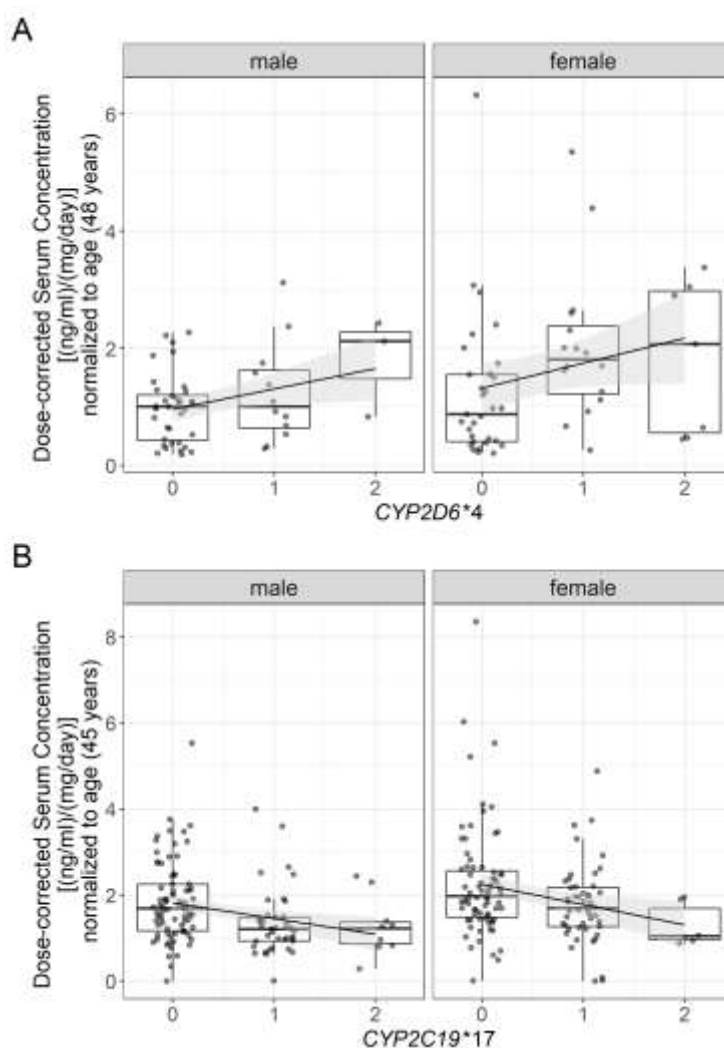 A
male
female
Dose-corrected Serum Concentration
[(ng/ml)/(mg/day)]
normalized to age (48 years)
6
4
2
0
0
1
2
0
1
2
CYP2D6*4
B
male
female
Dose-corrected Serum Concentration
[(ng/ml)/(mg/day)]
normalized to age (45 years)
8
6
4
2
0
0
1
2
0
1
2
CYP2C19*17